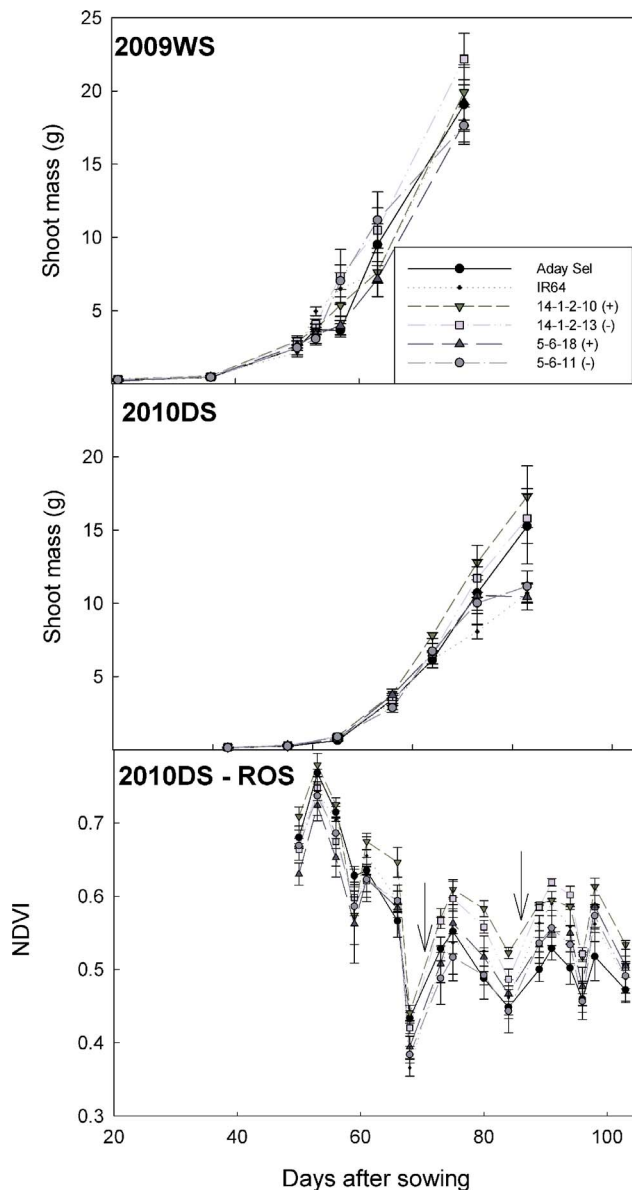 2009WS
25
20
15
10
5
Shoot mass (g)
Aday Sel
IR64
14-1-2-10 (+)
14-1-2-13 (-)
5-6-18 (+)
5-6-11 (-)
2010DS
20
15
10
5
Shoot mass (g)
2010DS - ROS
0.7
0.6
0.5
0.4
0.3
NDVI
20 40 60 80 100
Days after sowing